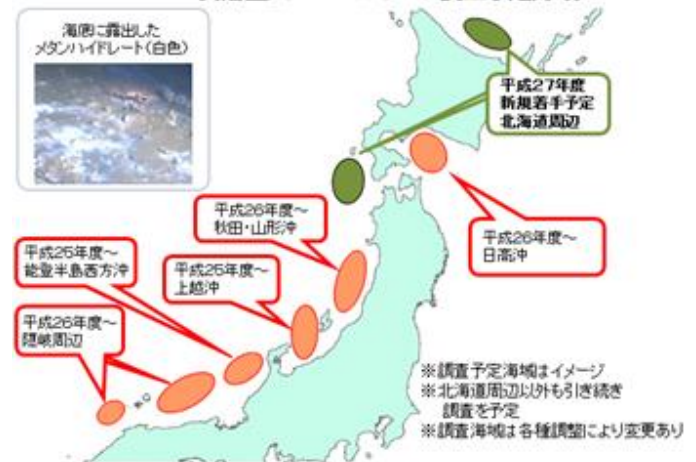 海底に露出した
メタンハイドレート(白色)
平成27年度
新規着手予定
北海道周辺
平成26年度~
秋田・山形沖
平成26年度~
日高沖
平成25年度~
能登半島西方沖
平成25年度~
上越沖
平成26年度~
隠岐周辺
※調査予定海域はイメージ
※北海道周辺以外も引き続き
調査を予定
※調査海域は各種調整により変更あり